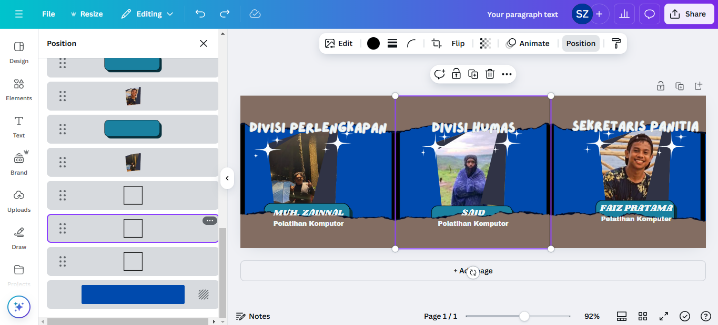 File
Resize
Editing
Your paragraph text
SZ
Share
Position
Edit
Flip
Animate
Position
Design
Elements
Text
Brand
Uploads
Draw
Projects
DIVISI PERLENGKAPAN
DIVISI HUMAS
SEKRETARIS PANITIA
MUH. ZAINNAL
SAID
FAIZ PRATAMA
Pelatihan Komputer
Pelatihan Komputer
Pelatihan Komputer
Notes
Page 1 / 1
92%